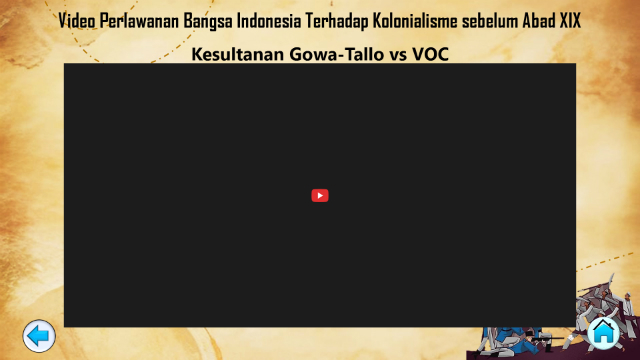 Video Perlawanan Bangsa Indonesia Terhadap Kolonialisme sebelum Abad XIX
Kesultanan Gowa-Tallo vs VOC